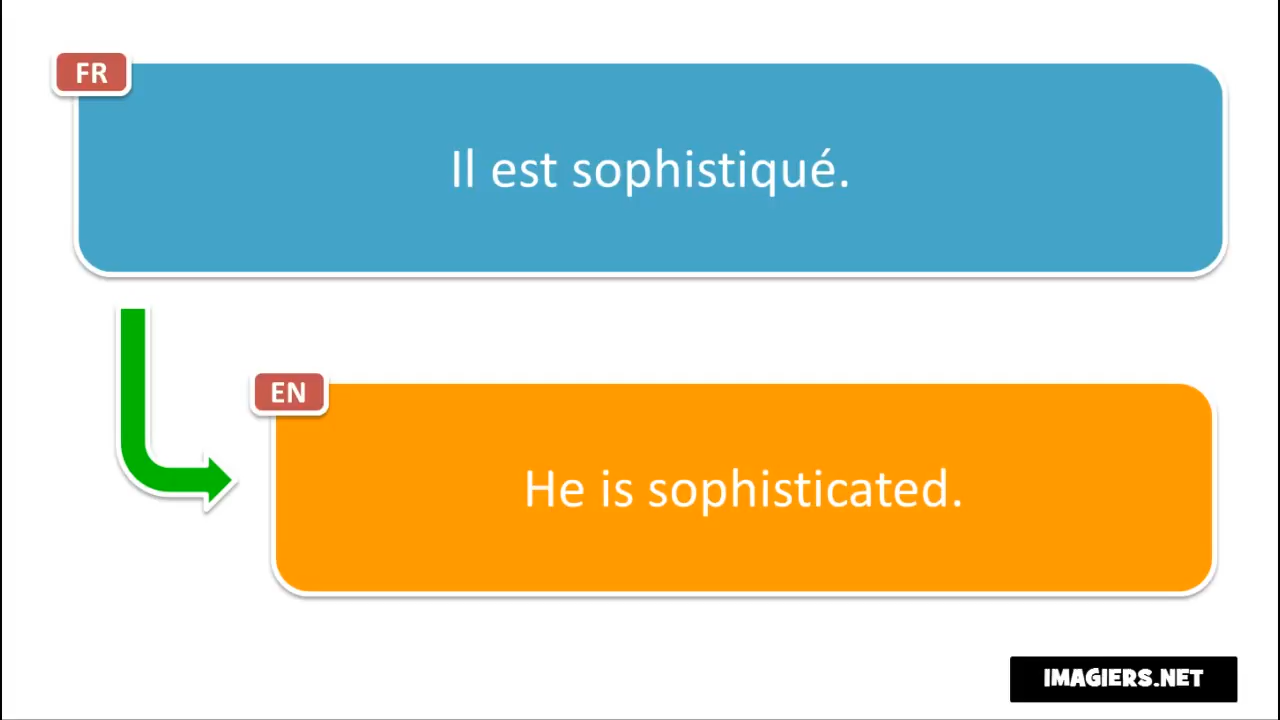 FR
Il est sophistiqué.
EN
He is sophisticated.
IMAGIERS.NET